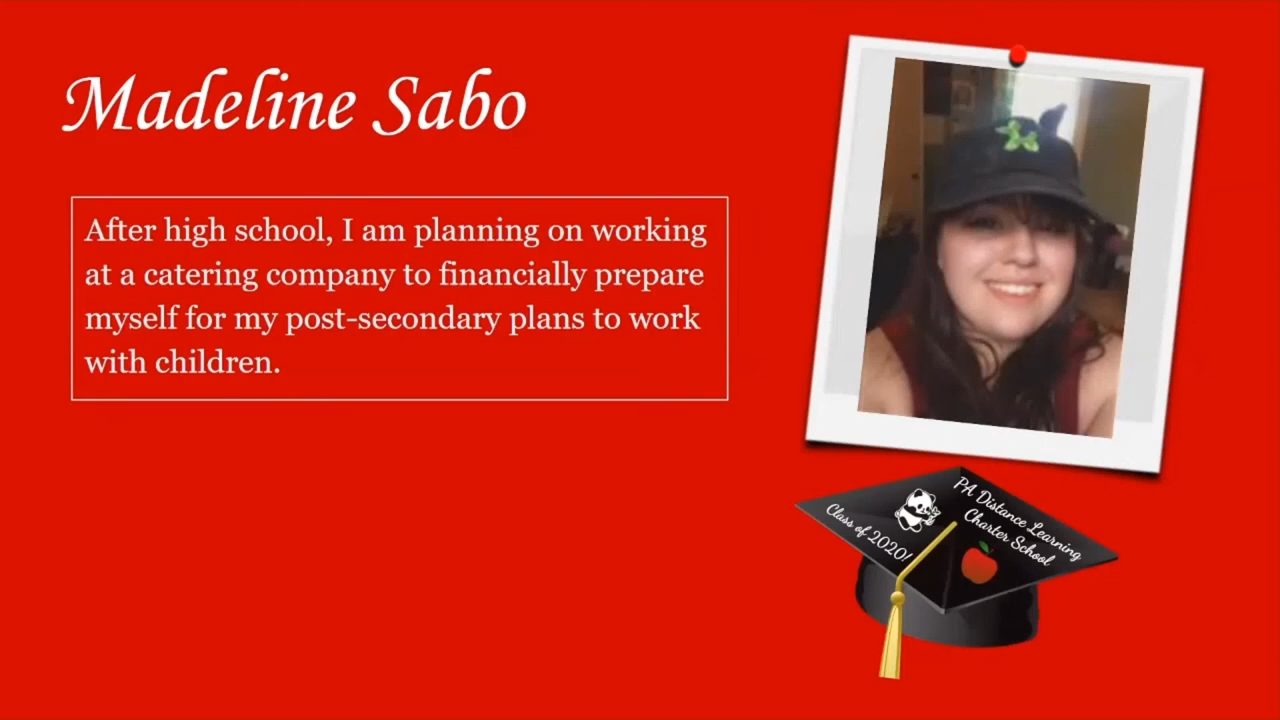 Madeline Sabo
After high school, I am planning on working
at a catering company to financially prepare
myself for my post-secondary plans to work
with children.
PA Distance Learning
Charter School
Class of 2020!